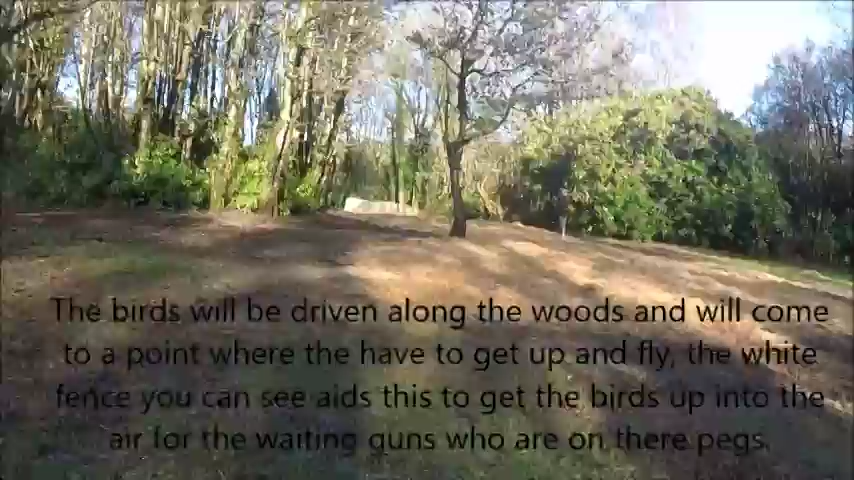 The birds will be driven along the woods and will come
to a point where the have to get up and fly, the white
fence you can see aids this to get the birds up into the
air for the waiting guns who are on there pegs.